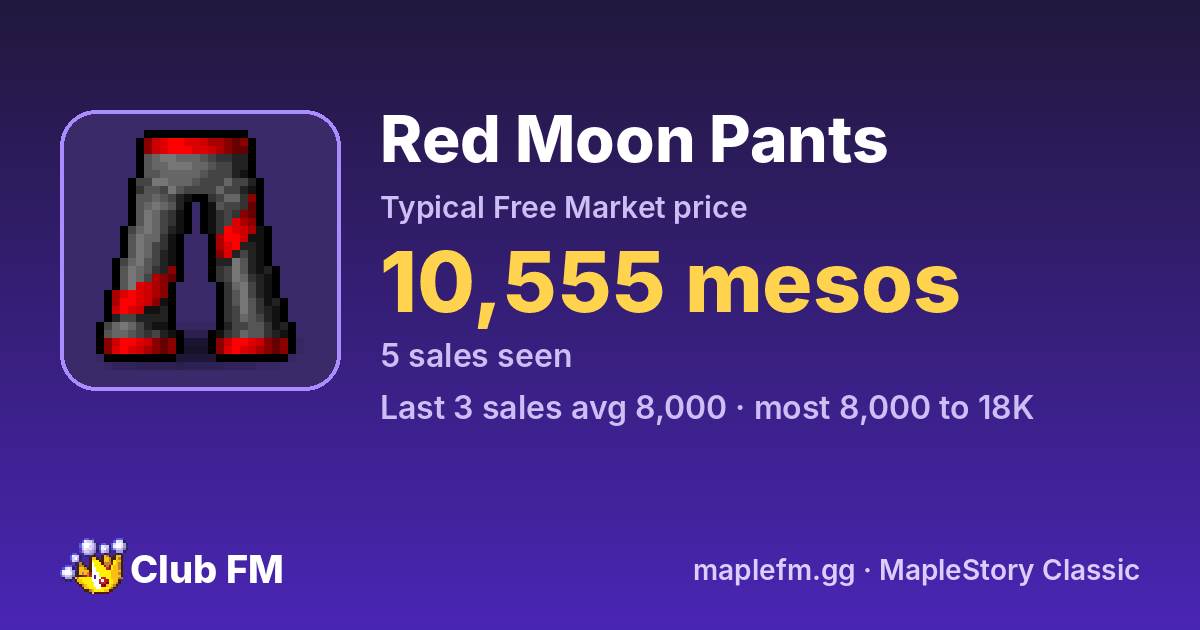 Red Moon Pants
Typical Free Market price
10,555 mesos
5 sales seen
Last 3 sales avg 8,000 · most 8,000 to 18K
Club FM
maplefm.gg · MapleStory Classic